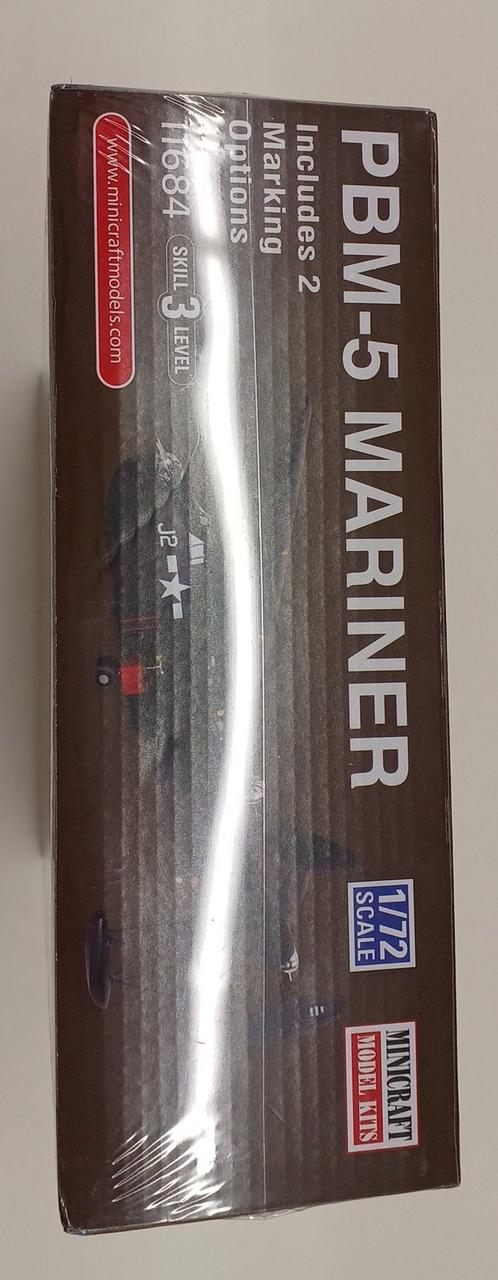 PBM-5 MARINER
1/72
SCALE
MINICRAFT
MODEL KITS
Includes 2
Marking
Options
11684
SKILL 3 LEVEL
www.minicraftmodels.com
J2